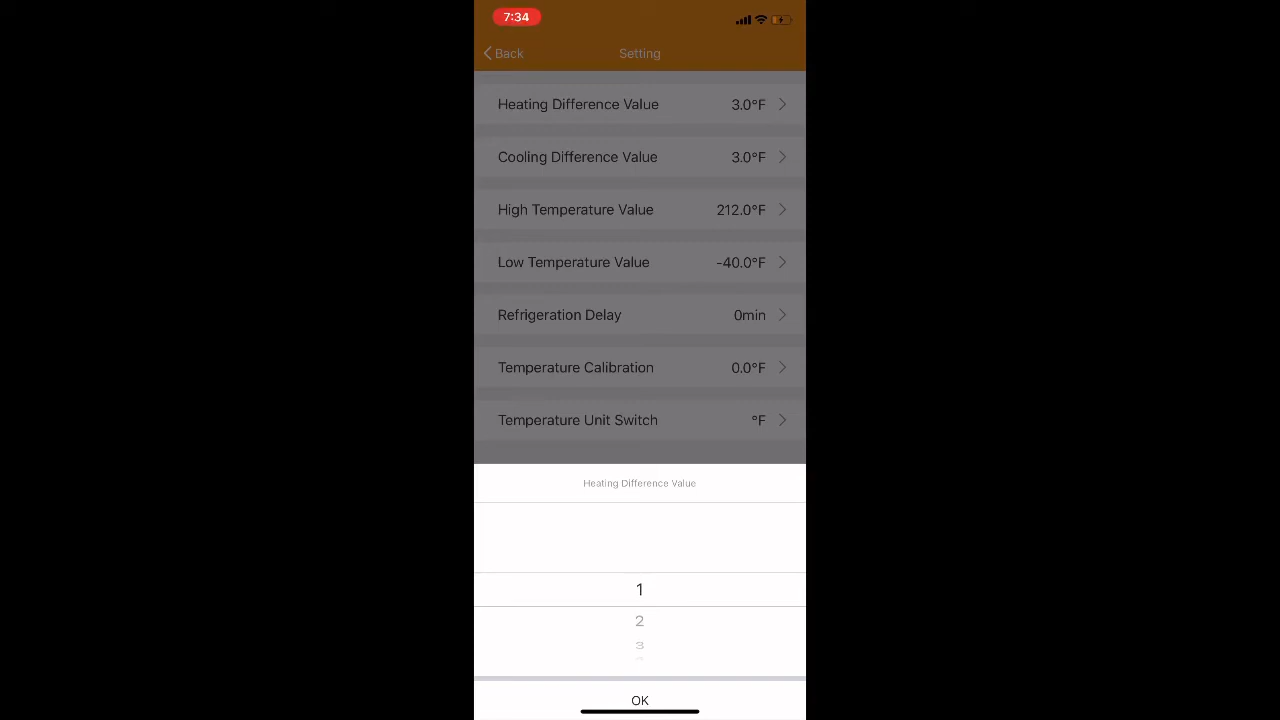 7:34
Back
Setting
Heating Difference Value 3.0°F
Cooling Difference Value 3.0°F
High Temperature Value 212.0°F
Low Temperature Value -40.0°F
Refrigeration Delay 0min
Temperature Calibration 0.0°F
Temperature Unit Switch °F
Heating Difference Value
1
2
3
OK